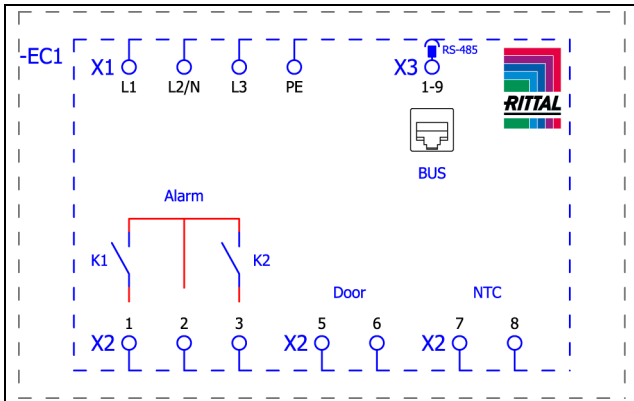 -EC1
X1
L1
L2/N
L3
PE
X3
RS-485
1-9
RITTAL
BUS
Alarm
K1
K2
Door
NTC
X2
1
2
3
X2
5
6
X2
7
8